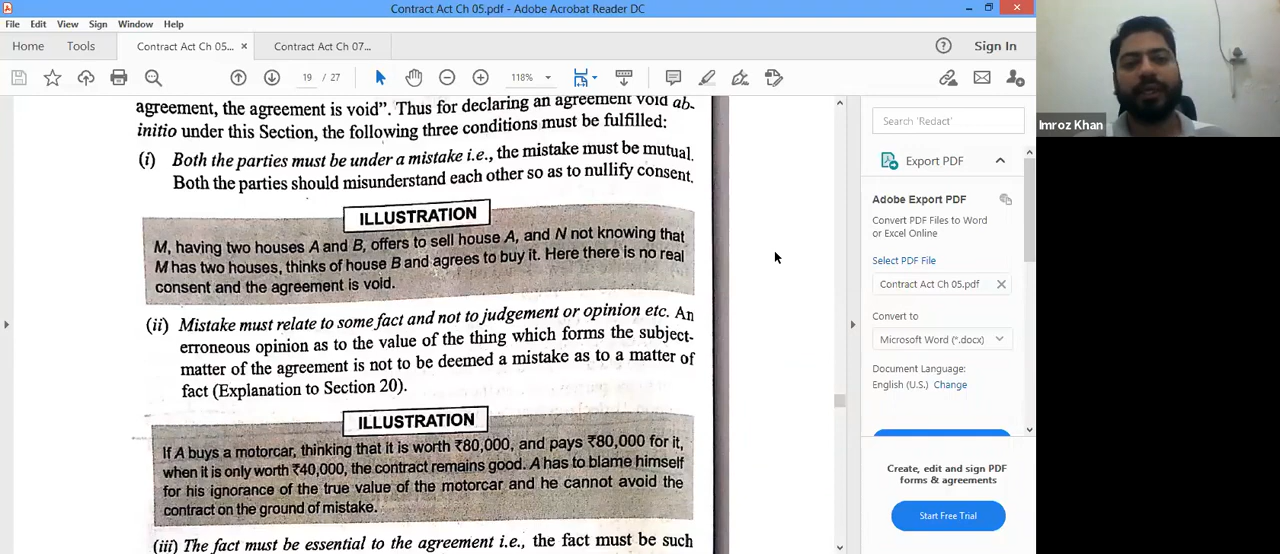 Contract Act Ch 05.pdf - Adobe Acrobat Reader DC
File Edit View Sign Window Help
Home Tools Contract Act Ch 05... × Contract Act Ch 07... Sign In
19 / 27 118%
agreement, the agreement is void”. Thus for declaring an agreement void ab-
initio under this Section, the following three conditions must be fulfilled:
(i) Both the parties must be under a mistake i.e., the mistake must be mutual.
Both the parties should misunderstand each other so as to nullify consent.
ILLUSTRATION
M, having two houses A and B, offers to sell house A, and N not knowing that
M has two houses, thinks of house B and agrees to buy it. Here there is no real
consent and the agreement is void.
(ii) Mistake must relate to some fact and not to judgement or opinion etc. An
erroneous opinion as to the value of the thing which forms the subject-
matter of the agreement is not to be deemed a mistake as to a matter of
fact (Explanation to Section 20).
ILLUSTRATION
If A buys a motorcar, thinking that it is worth ₹80,000, and pays ₹80,000 for it,
when it is only worth ₹40,000, the contract remains good. A has to blame himself
for his ignorance of the true value of the motorcar and he cannot avoid the
contract on the ground of mistake.
(iii) The fact must be essential to the agreement i.e., the fact must be such
Search 'Redact'
Export PDF
Adobe Export PDF
Convert PDF Files to Word
or Excel Online
Select PDF File
Contract Act Ch 05.pdf
Convert to
Microsoft Word (*.docx)
Document Language:
English (U.S.) Change
Create, edit and sign PDF
forms & agreements
Start Free Trial
Imroz Khan